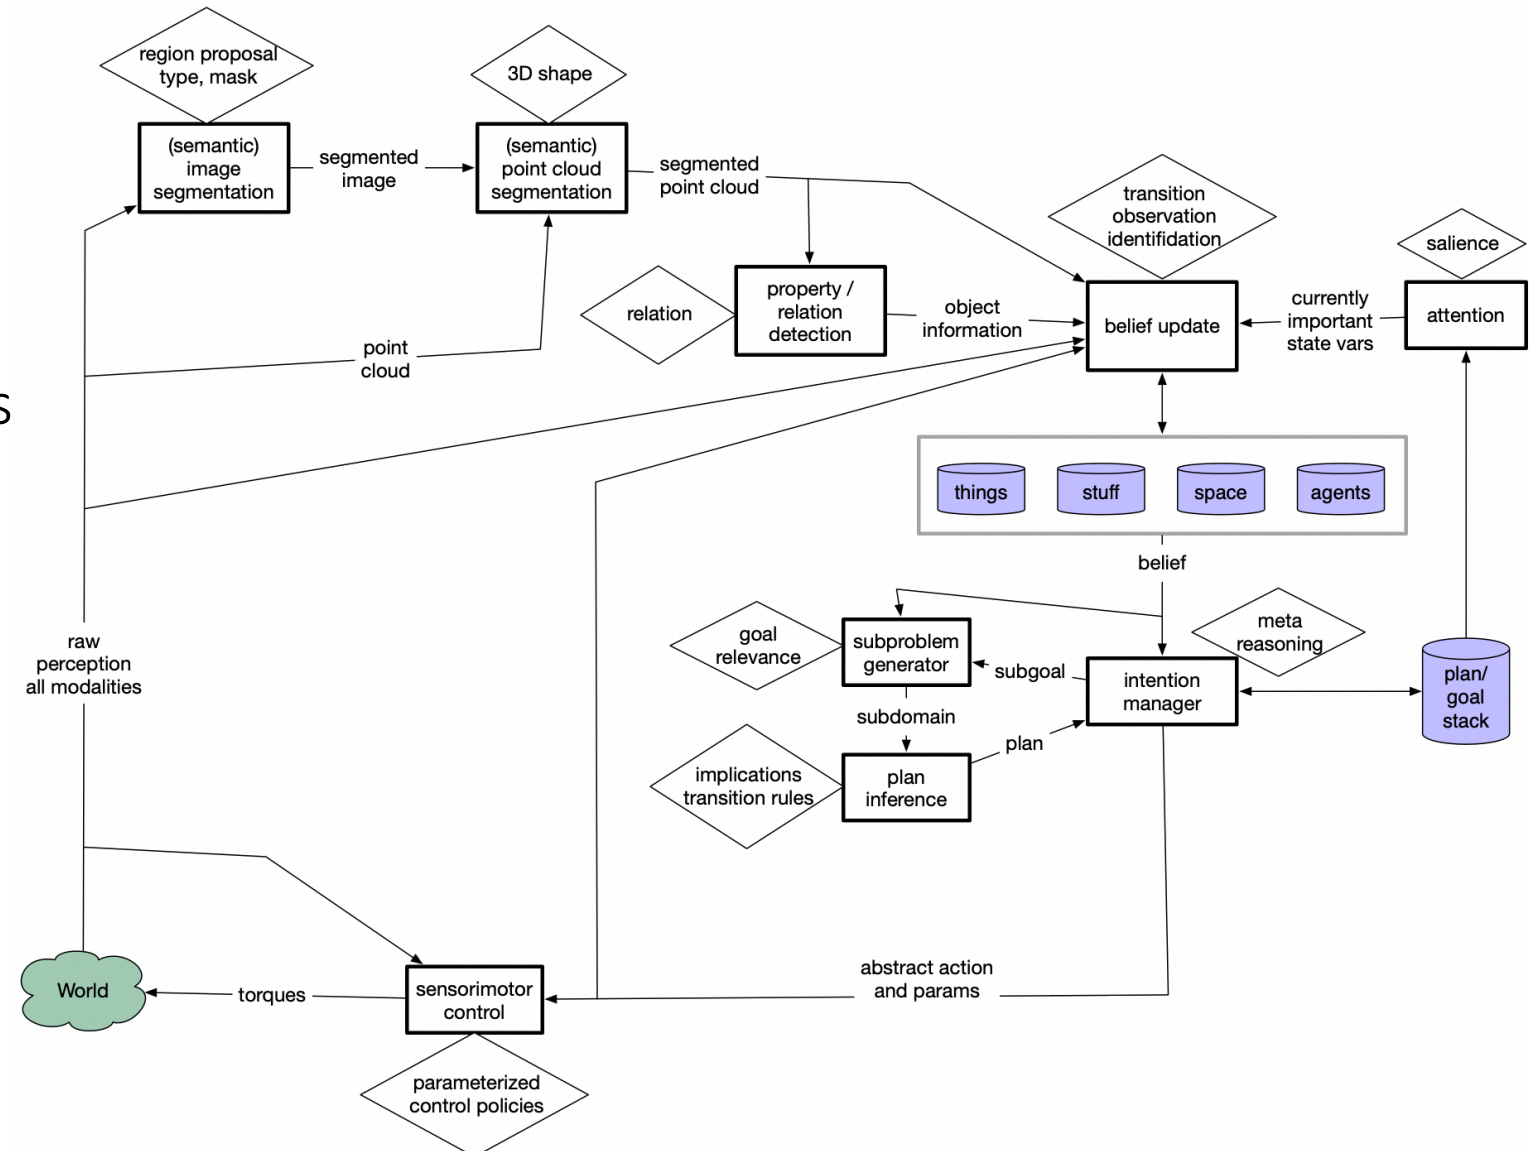 region proposal
type, mask
3D shape
(semantic)
image
segmentation
segmented
image
(semantic)
point cloud
segmentation
segmented
point cloud
transition
observation
identifidation
salience
relation
property /
relation
detection
object
information
belief update
currently
important
state vars
attention
point
cloud
s
things
stuff
space
agents
belief
raw
perception
all modalities
goal
relevance
subproblem
generator
subgoal
meta
reasoning
intention
manager
plan/
goal
stack
subdomain
plan
implications
transition rules
plan
inference
World
torques
sensorimotor
control
abstract action
and params
parameterized
control policies